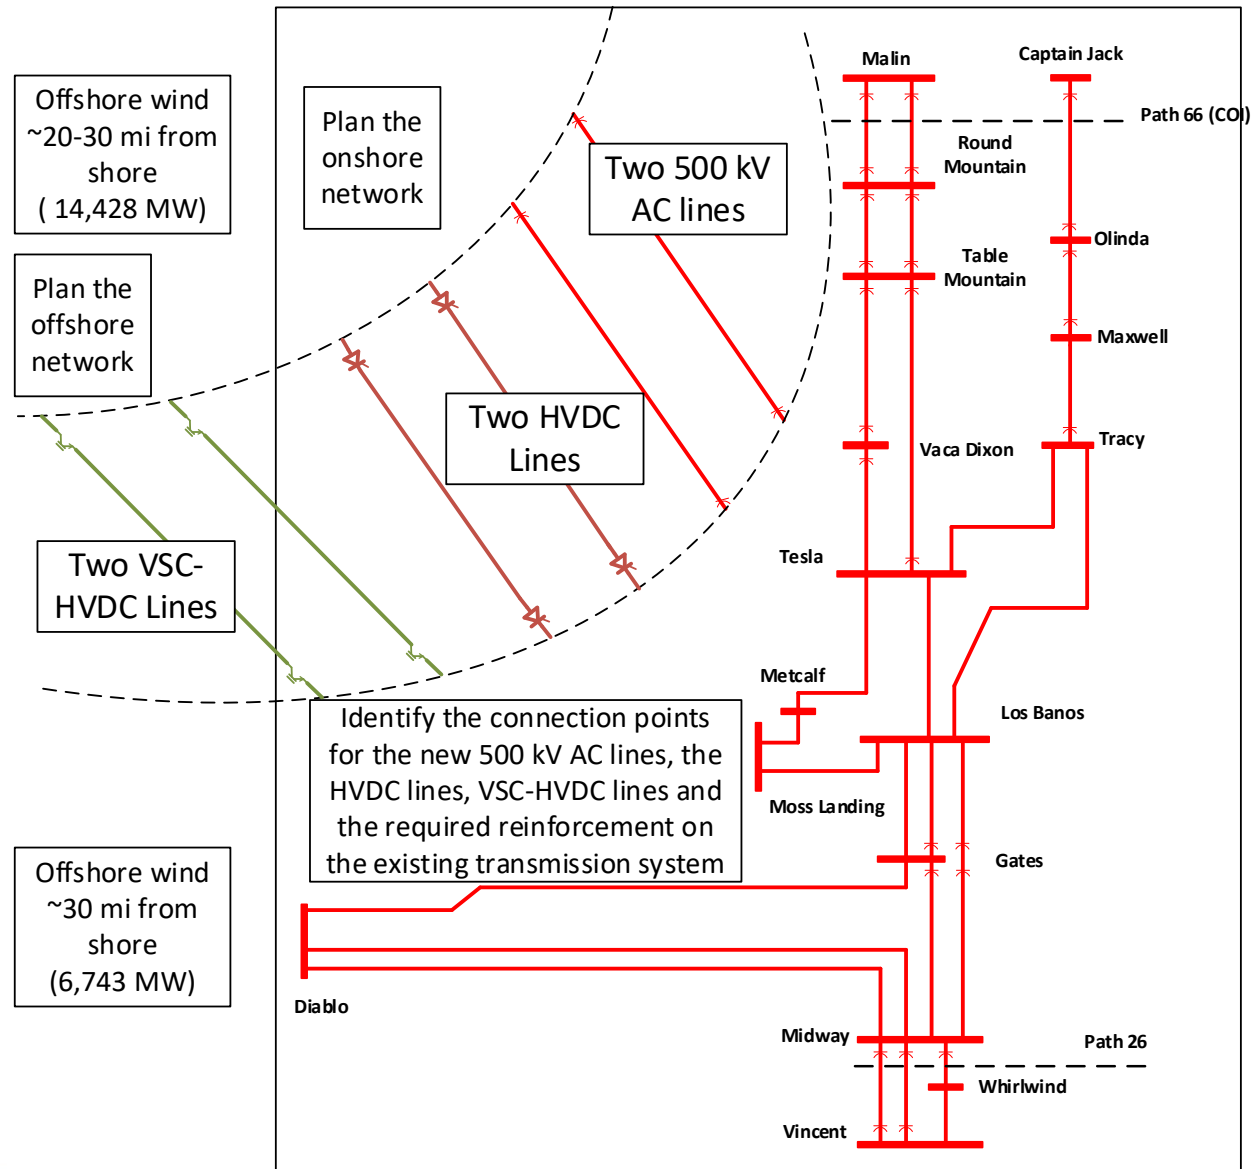 Offshore wind
~20-30 mi from
shore
( 14,428 MW)
Plan the
offshore
network
Plan the
onshore
network
Two 500 kV
AC lines
Two HVDC
Lines
Two VSC-
HVDC Lines
Identify the connection points
for the new 500 kV AC lines, the
HVDC lines, VSC-HVDC lines and
the required reinforcement on
the existing transmission system
Offshore wind
~30 mi from
shore
(6,743 MW)
Malin
Captain Jack
Path 66 (COI)
Round
Mountain
Olinda
Table
Mountain
Maxwell
Vaca Dixon
Tracy
Tesla
Metcalf
Los Banos
Moss Landing
Gates
Diablo
Midway
Path 26
Whirlwind
Vincent